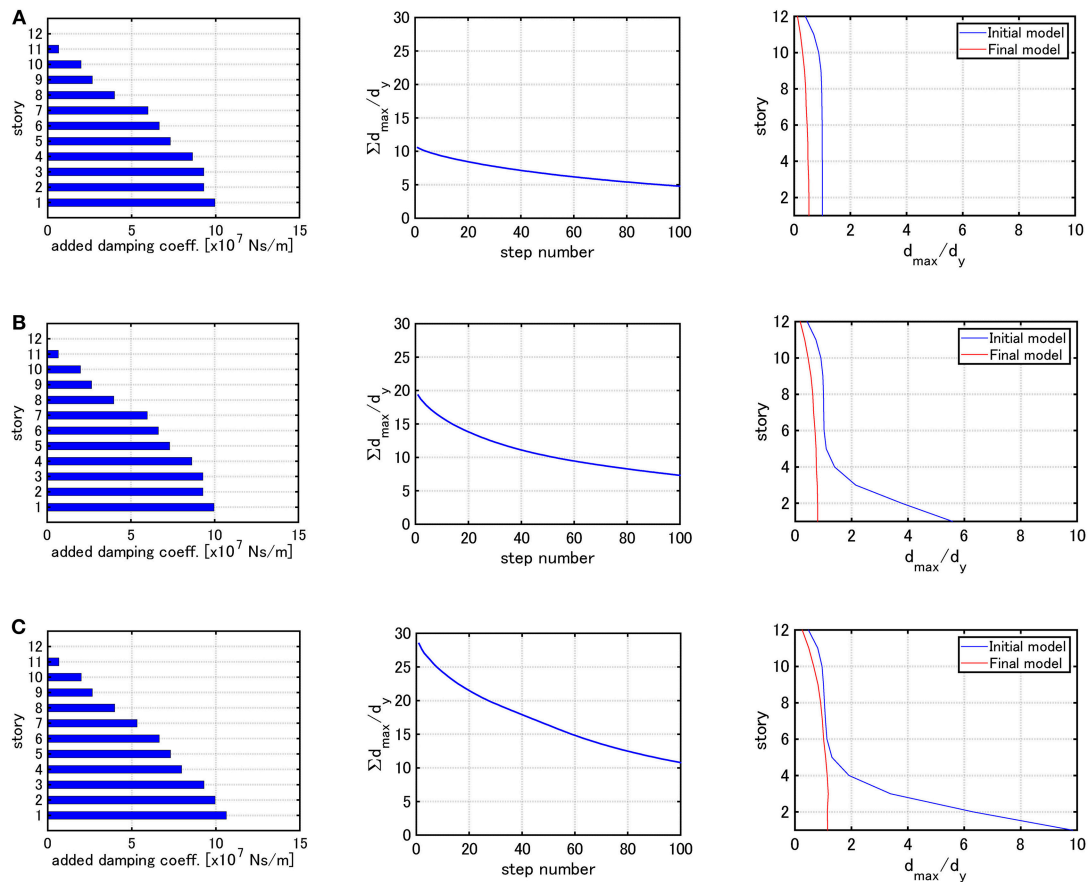 A
12
11
10
9
8
7
6
5
4
3
2
1
story
0 5 10 15
added damping coeff. [x10⁷ Ns/m]
30
25
20
15
10
5
0
Σd_max/d_y
0 20 40 60 80 100
step number
12
10
8
6
4
2
story
Initial model
Final model
0 2 4 6 8 10
d_max/d_y
B
12
11
10
9
8
7
6
5
4
3
2
1
story
0 5 10 15
added damping coeff. [x10⁷ Ns/m]
30
25
20
15
10
5
0
Σd_max/d_y
0 20 40 60 80 100
step number
12
10
8
6
4
2
story
Initial model
Final model
0 2 4 6 8 10
d_max/d_y
C
12
11
10
9
8
7
6
5
4
3
2
1
story
0 5 10 15
added damping coeff. [x10⁷ Ns/m]
30
25
20
15
10
5
0
Σd_max/d_y
0 20 40 60 80 100
step number
12
10
8
6
4
2
story
Initial model
Final model
0 2 4 6 8 10
d_max/d_y